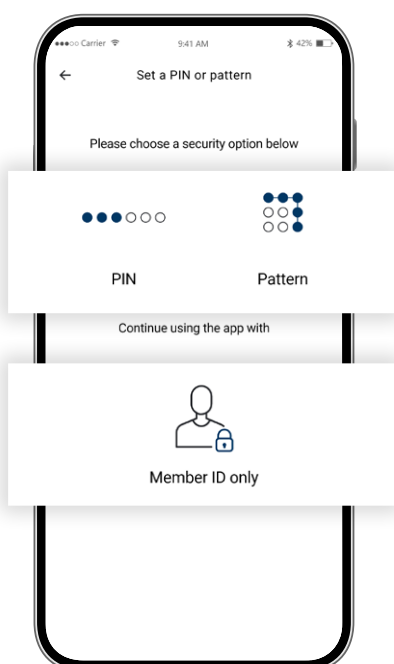 Carrier 9:41 AM 42%
Set a PIN or pattern
Please choose a security option below
PIN Pattern
Continue using the app with
Member ID only